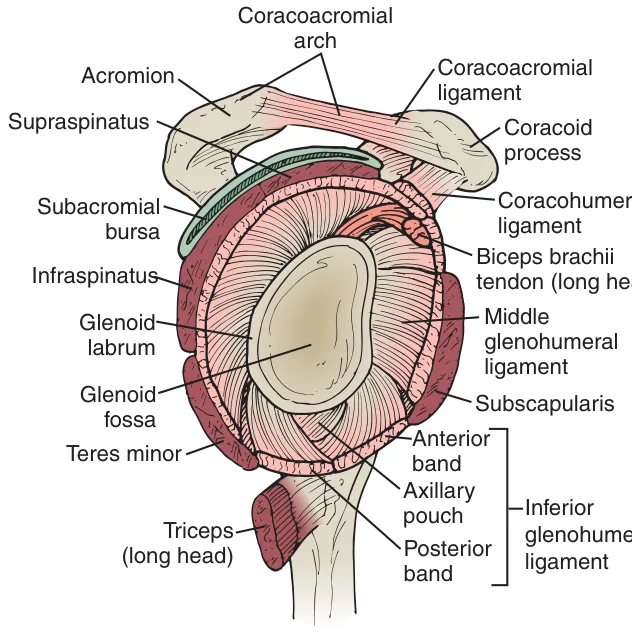 Coracoacromial
arch
Acromion
Coracoacromial
ligament
Supraspinatus
Coracoid
process
Subacromial
bursa
Coracohumer
ligament
Biceps brachii
tendon (long he
Infraspinatus
Glenoid
labrum
Middle
glenohumeral
ligament
Glenoid
fossa
Subscapularis
Teres minor
Anterior
band
Axillary
pouch
Inferior
glenohume
ligament
Triceps
(long head)
Posterior
band